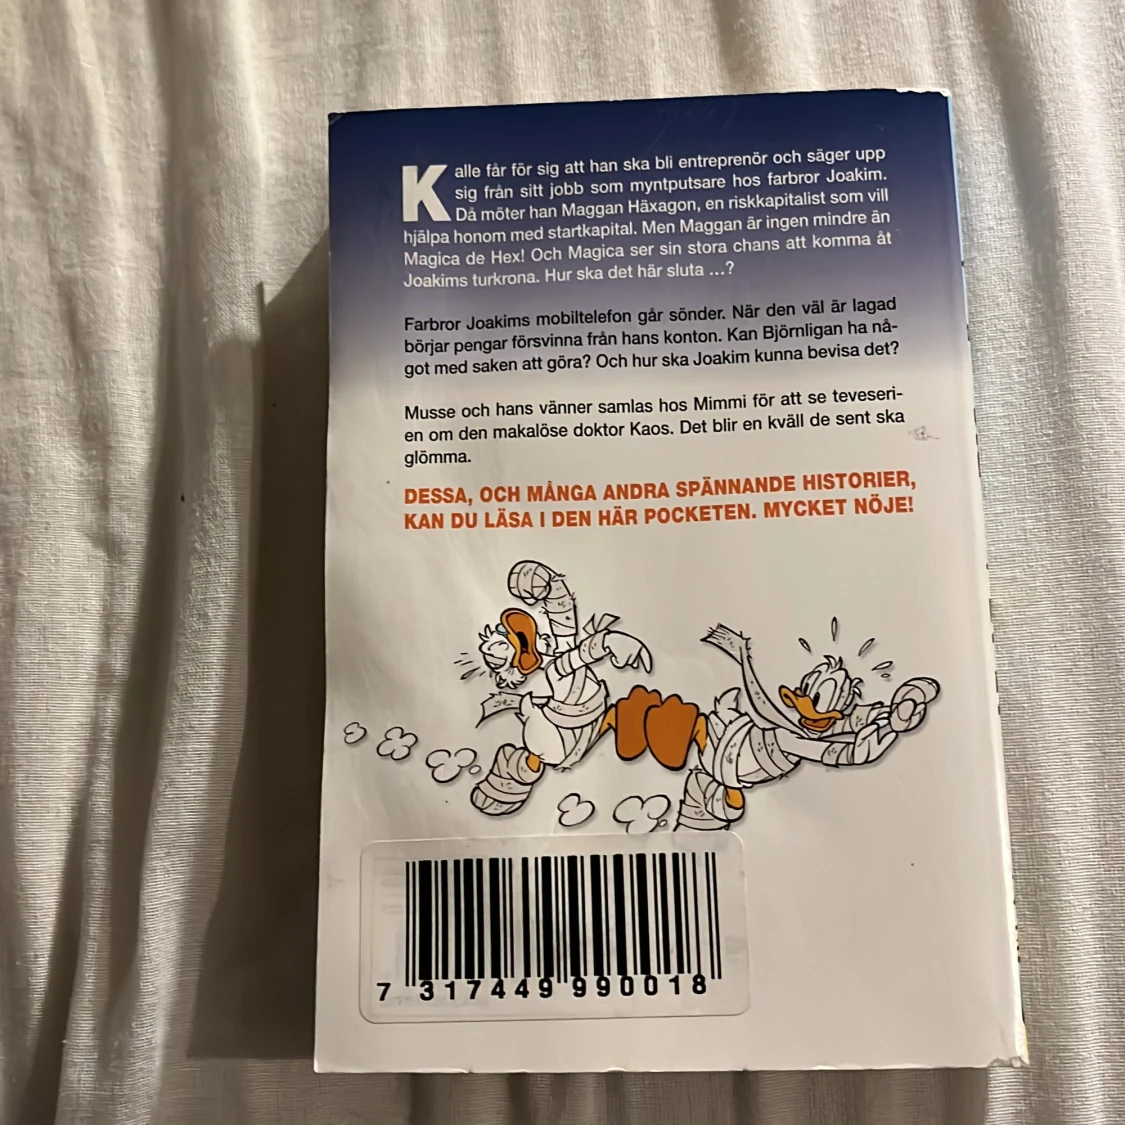 Kalle får för sig att han ska bli entreprenör och säger upp
sig från sitt jobb som myntputsare hos farbror Joakim.
Då möter han Maggan Häxagon, en riskkapitalist som vill
hjälpa honom med startkapital. Men Maggan är ingen mindre än
Magica de Hex! Och Magica ser sin stora chans att komma åt
Joakims turkrona. Hur ska det här sluta ...?
Farbror Joakims mobiltelefon går sönder. När den väl är lagad
börjar pengar försvinna från hans konton. Kan Björnligan ha nå-
got med saken att göra? Och hur ska Joakim kunna bevisa det?
Musse och hans vänner samlas hos Mimmi för att se teveseri-
en om den makalöse doktor Kaos. Det blir en kväll de sent ska
glömma.
DESSA, OCH MÅNGA ANDRA SPÄNNANDE HISTORIER,
KAN DU LÄSA I DEN HÄR POCKETEN. MYCKET NÖJE!
7 317449 990018